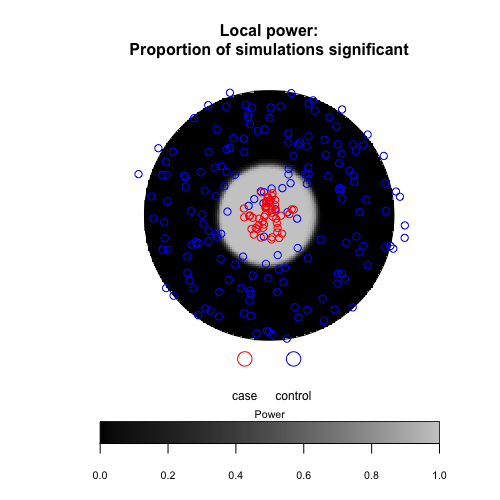 Local power:
Proportion of simulations significant
case control
Power
0.0 0.2 0.4 0.6 0.8 1.0